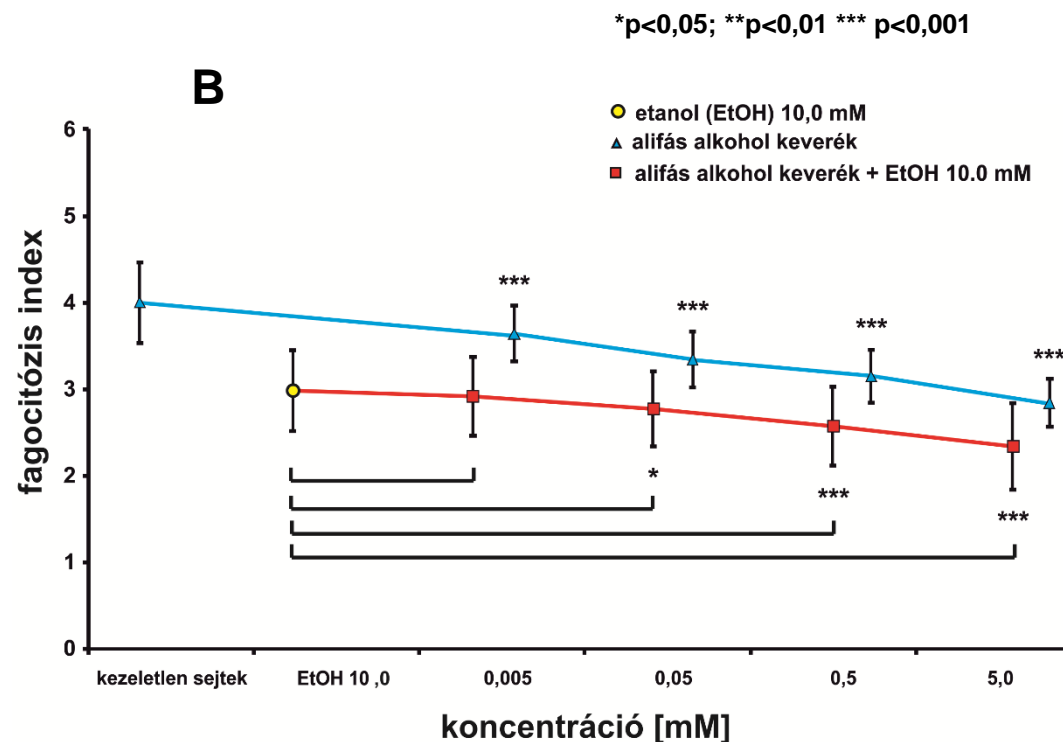 *p<0,05; **p<0,01 *** p<0,001
B
etanol (EtOH) 10,0 mM
alifás alkohol keverék
alifás alkohol keverék + EtOH 10.0 mM
fagocitózis index
6
5
4
3
2
1
0
***
***
***
***
*
***
***
kezeletlen sejtek EtOH 10 ,0 0,005 0,05 0,5 5,0
koncentráció [mM]